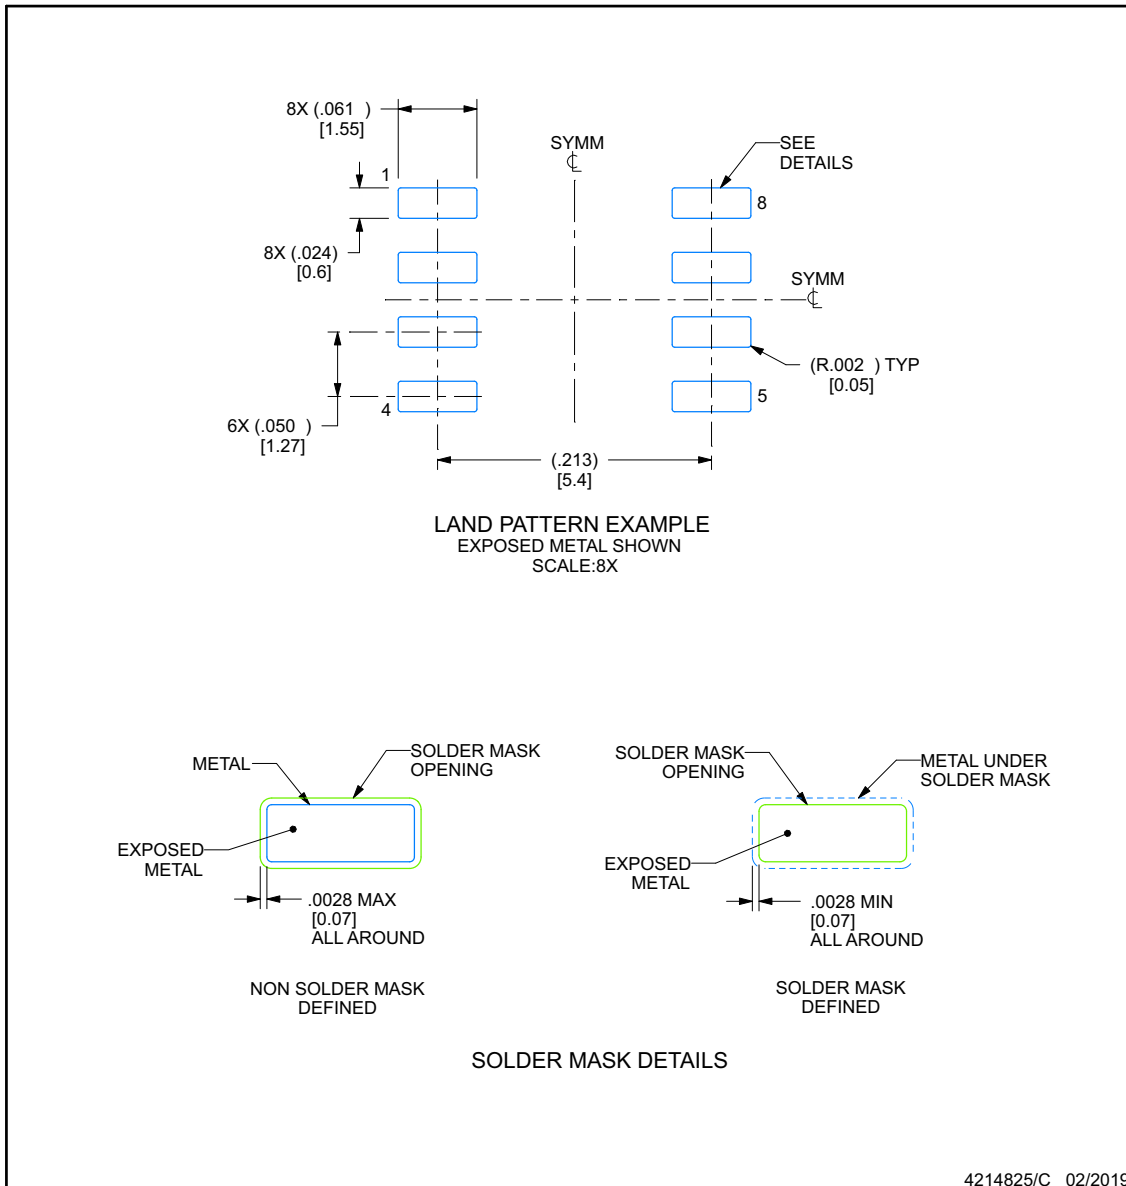 8X (.061 )
[1.55]
SYMM
℄
SEE
DETAILS
1
8
8X (.024)
[0.6]
SYMM
℄
(R.002 ) TYP
[0.05]
4
5
6X (.050 )
[1.27]
(.213)
[5.4]
LAND PATTERN EXAMPLE
EXPOSED METAL SHOWN
SCALE:8X
METAL
SOLDER MASK
OPENING
EXPOSED
METAL
.0028 MAX
[0.07]
ALL AROUND
NON SOLDER MASK
DEFINED
SOLDER MASK
OPENING
METAL UNDER
SOLDER MASK
EXPOSED
METAL
.0028 MIN
[0.07]
ALL AROUND
SOLDER MASK
DEFINED
SOLDER MASK DETAILS
4214825/C 02/2019